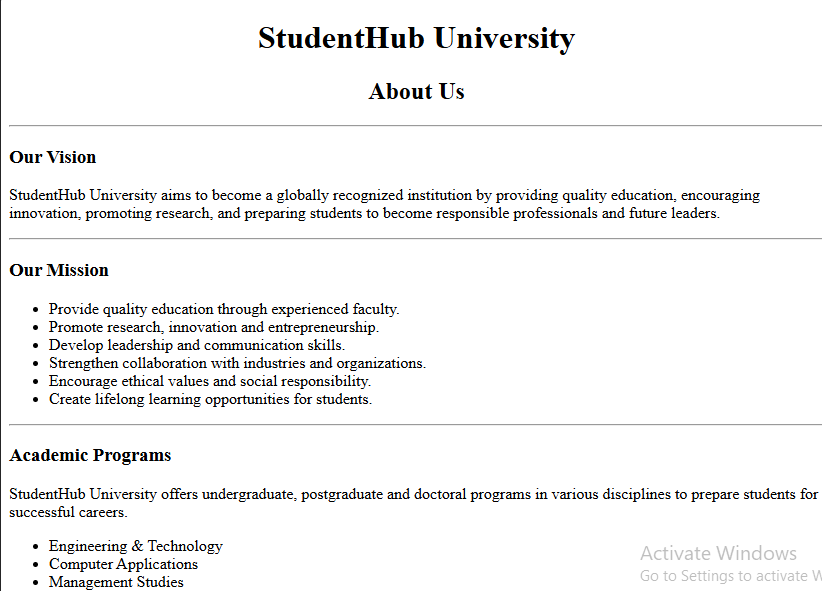 StudentHub University
About Us
Our Vision
StudentHub University aims to become a globally recognized institution by providing quality education, encouraging
innovation, promoting research, and preparing students to become responsible professionals and future leaders.
Our Mission
Provide quality education through experienced faculty.
Promote research, innovation and entrepreneurship.
Develop leadership and communication skills.
Strengthen collaboration with industries and organizations.
Encourage ethical values and social responsibility.
Create lifelong learning opportunities for students.
Academic Programs
StudentHub University offers undergraduate, postgraduate and doctoral programs in various disciplines to prepare students for
successful careers.
Engineering & Technology
Computer Applications
Management Studies
Activate Windows
Go to Settings to activate W